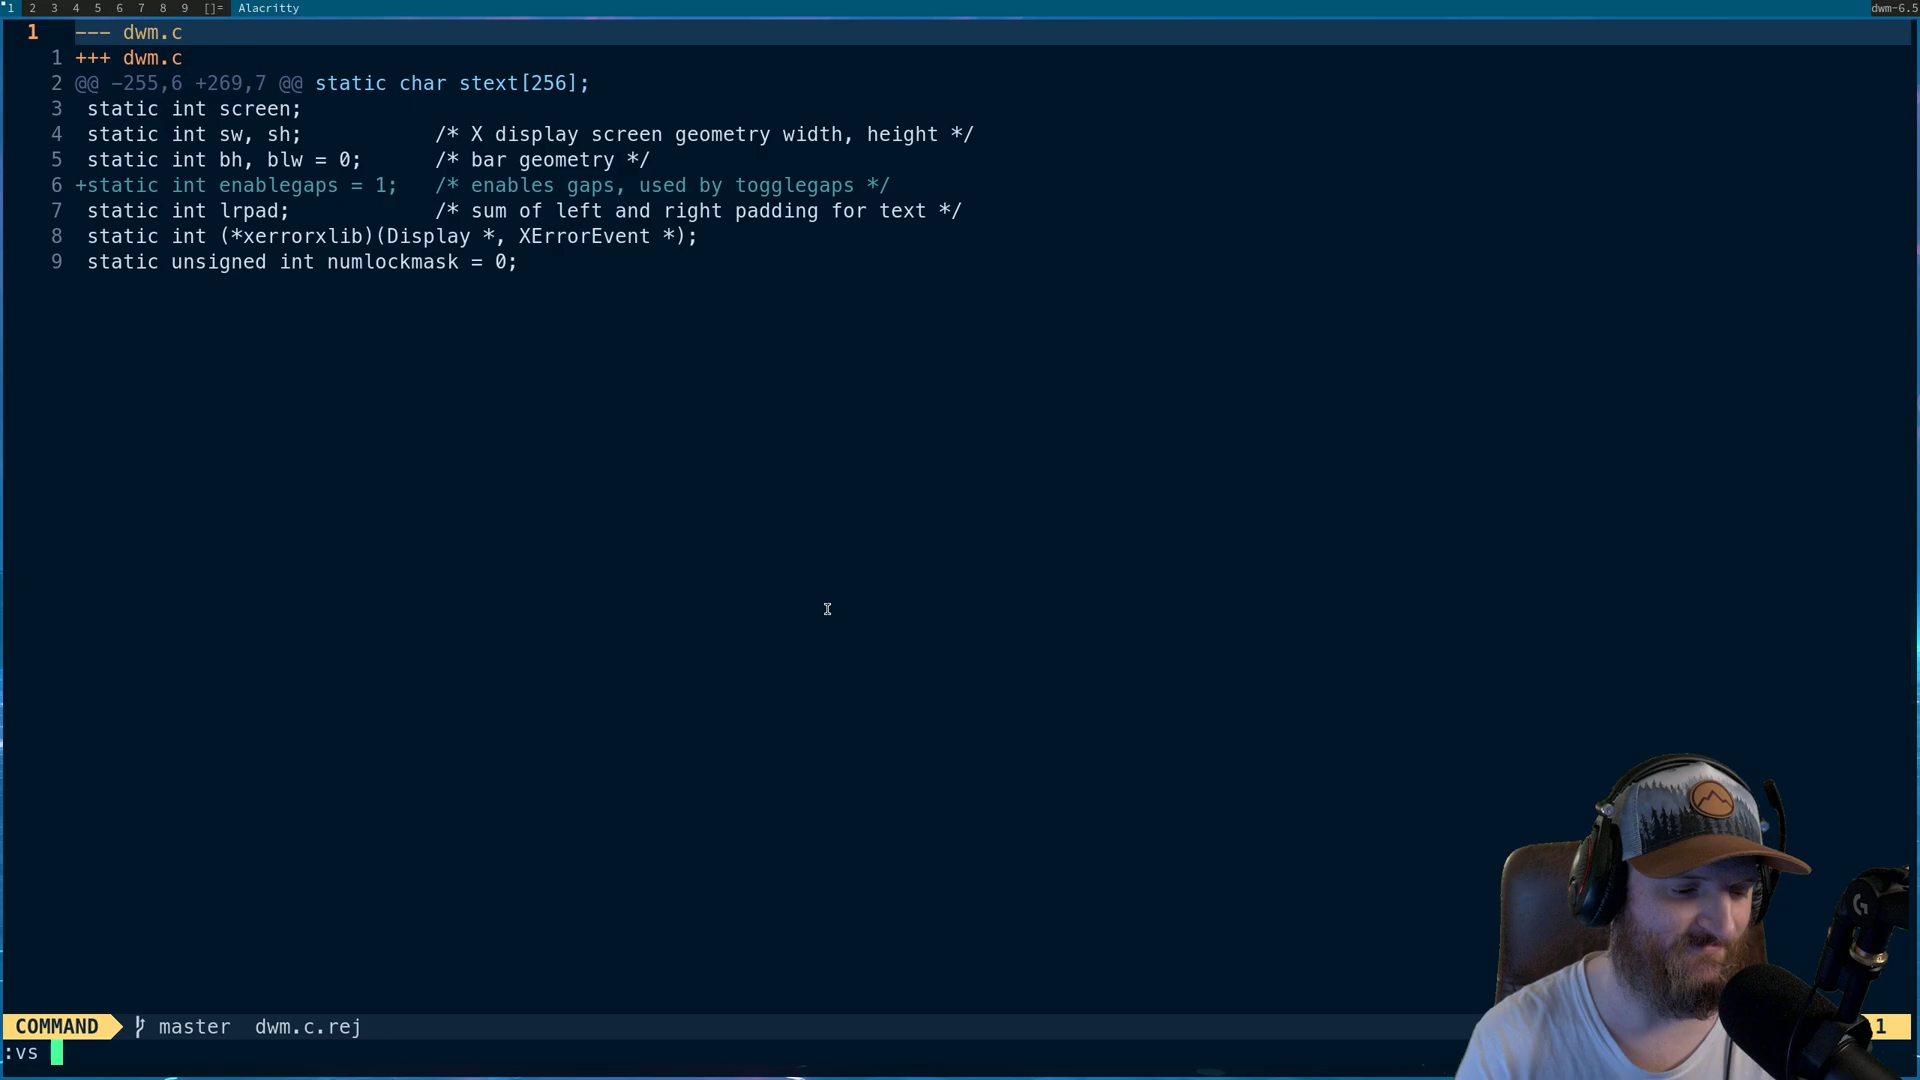 1 2 3 4 5 6 7 8 9 []= Alacritty dwm-6.5
1 --- dwm.c
1 +++ dwm.c
2 @@ -255,6 +269,7 @@ static char stext[256];
3 static int screen;
4 static int sw, sh; /* X display screen geometry width, height */
5 static int bh, blw = 0; /* bar geometry */
6 +static int enablegaps = 1; /* enables gaps, used by togglegaps */
7 static int lrpad; /* sum of left and right padding for text */
8 static int (*xerrorxlib)(Display *, XErrorEvent *);
9 static unsigned int numlockmask = 0;
COMMAND master dwm.c.rej 1
:vs